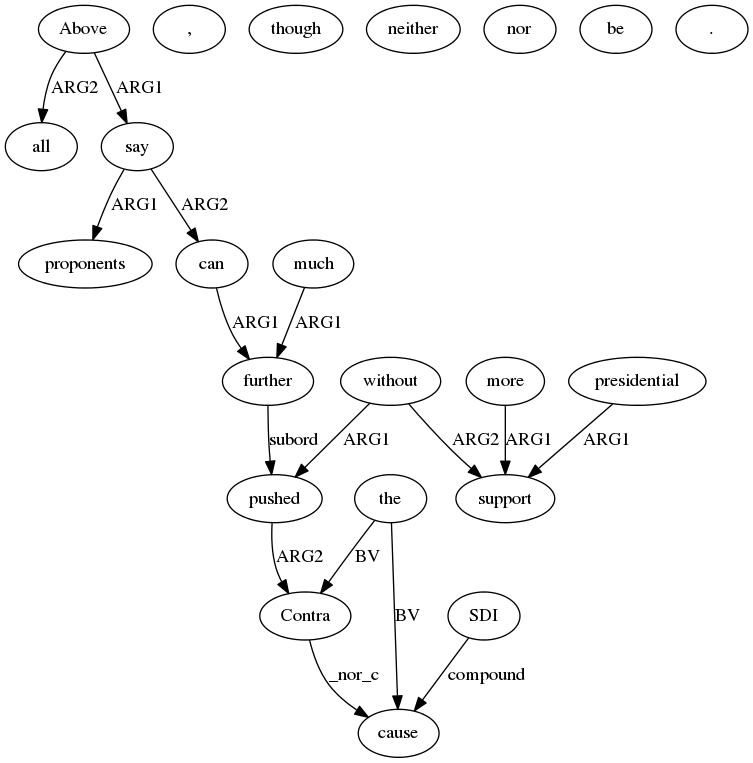 Above , though neither nor be .
ARG2 ARG1
all say
ARG1 ARG2
proponents can much
ARG1 ARG1
further without more presidential
subord ARG1 ARG2 ARG1 ARG1
pushed the support
ARG2 BV
Contra BV SDI
_nor_c compound
cause